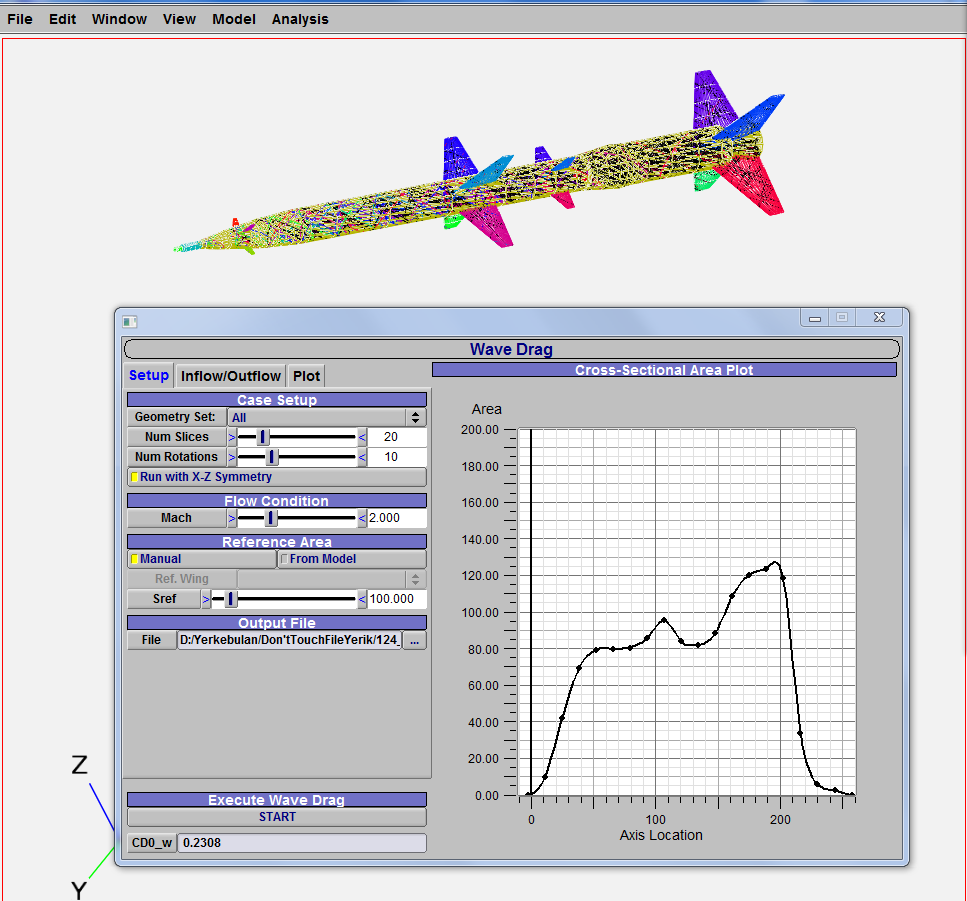 File Edit Window View Model Analysis
Wave Drag
Setup Inflow/Outflow Plot
Cross-Sectional Area Plot
Case Setup
Geometry Set: All
Num Slices > < 20
Num Rotations > < 10
Run with X-Z Symmetry
Flow Condition
Mach > < 2.000
Reference Area
Manual From Model
Ref. Wing
Sref > < 100.000
Output File
File D:/Yerkebulan/Don'tTouchFileYerik/124_ ...
Execute Wave Drag
START
CD0_w 0.2308
Area
200.00
180.00
160.00
140.00
120.00
100.00
80.00
60.00
40.00
20.00
0.00
0 100 200
Axis Location
Z
Y